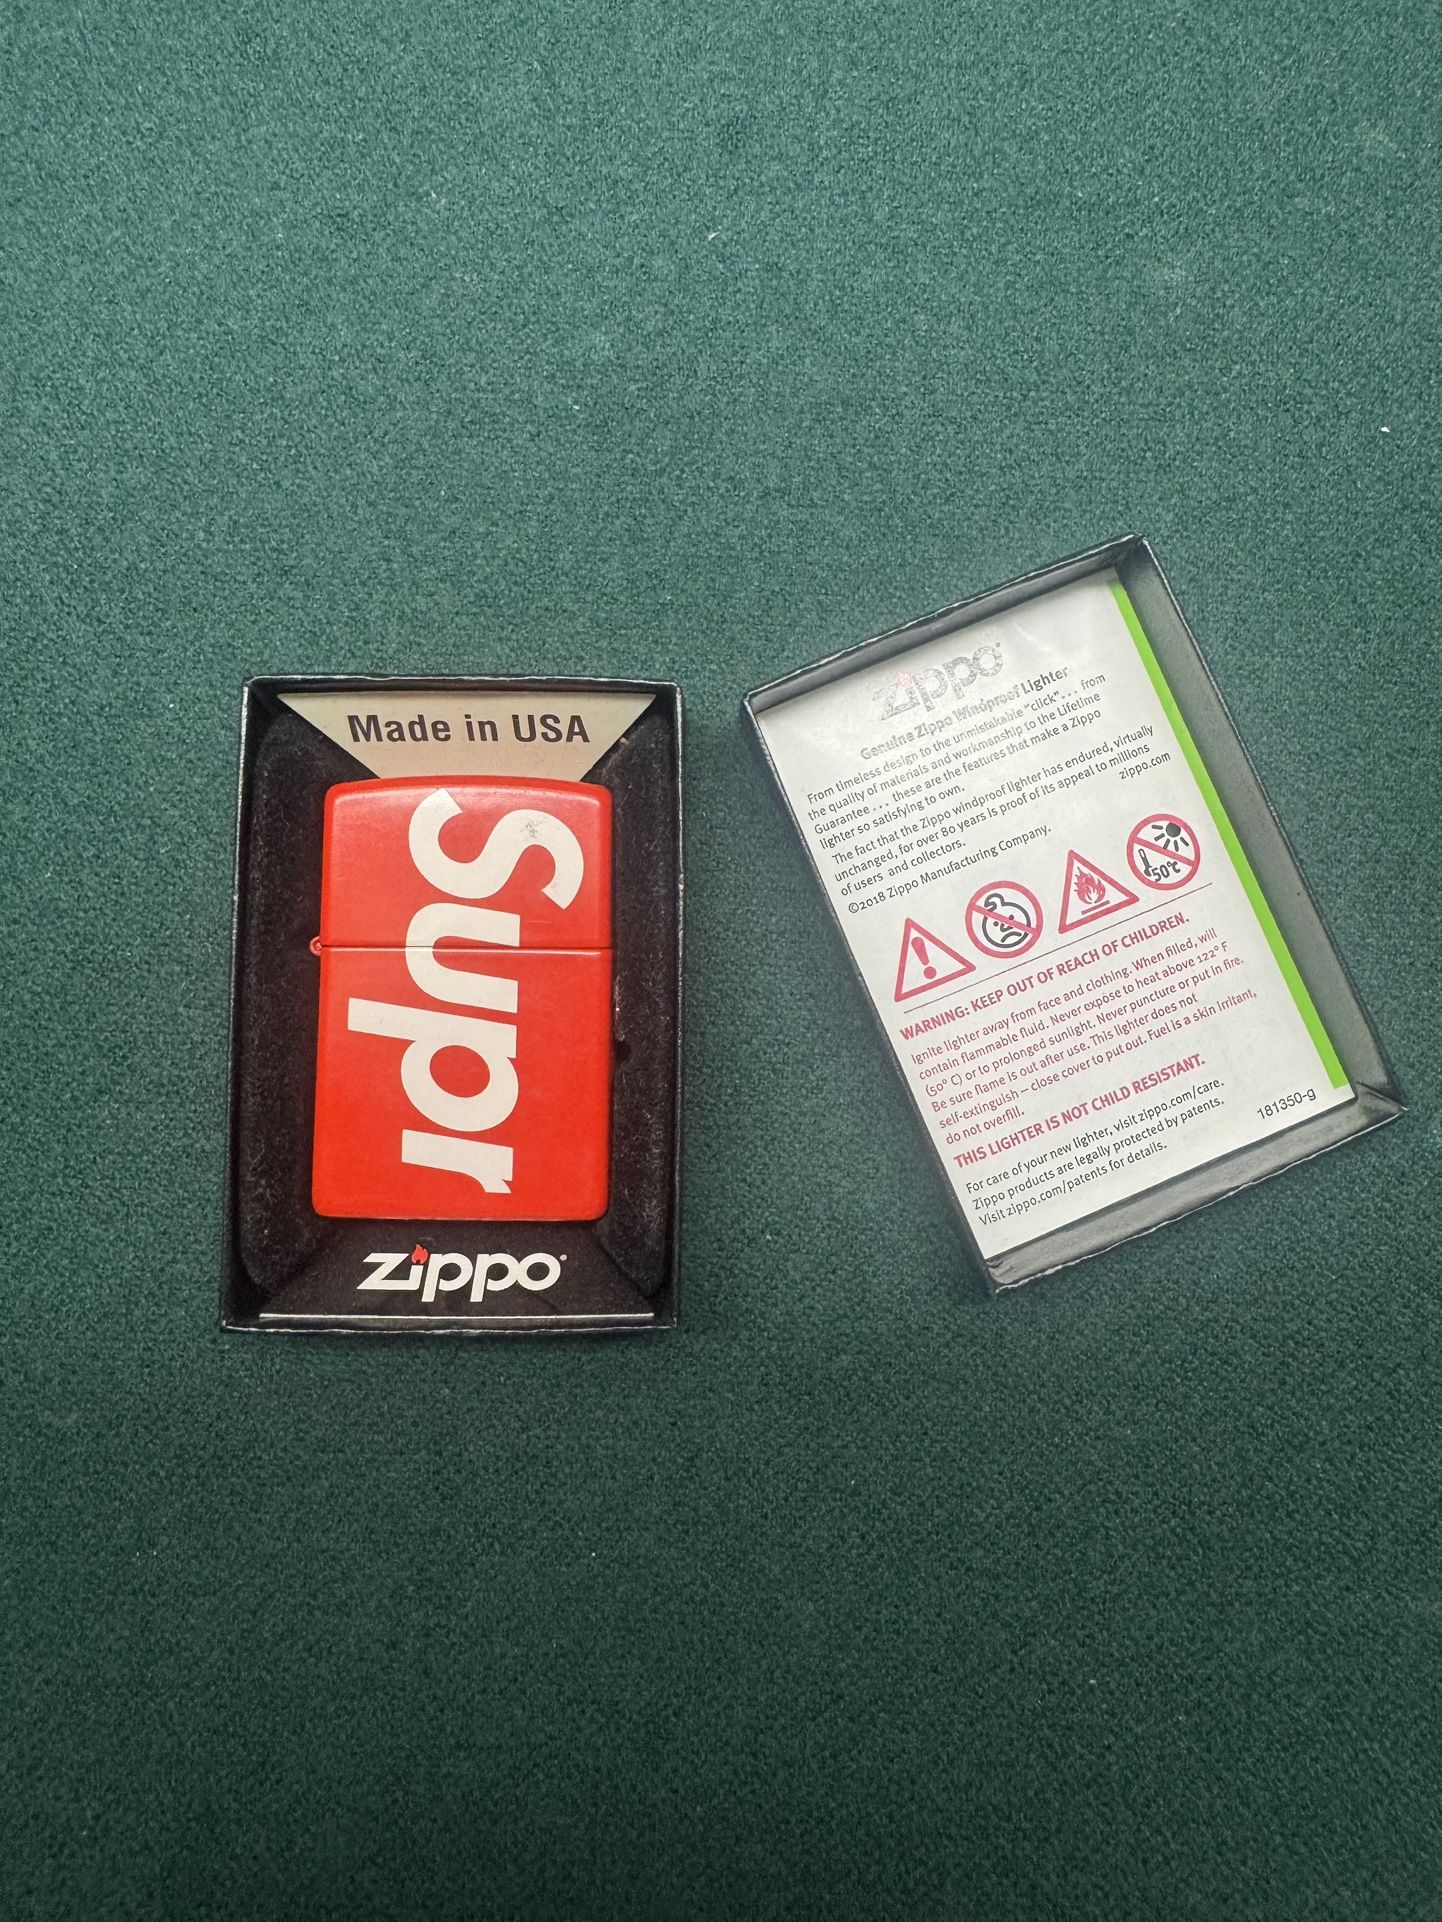 Made in USA
Supr
zippo
Zippo
Genuine Zippo Windproof Lighter
From timeless design to the unmistakable "click" . . . from
the quality of materials and workmanship to the Lifetime
Guarantee . . . these are the features that make a Zippo
lighter so satisfying to own.
The fact that the Zippo windproof lighter has endured, virtually
unchanged, for over 80 years is proof of its appeal to millions
of users and collectors.
zippo.com
©2018 Zippo Manufacturing Company.
50°C
WARNING: KEEP OUT OF REACH OF CHILDREN.
Ignite lighter away from face and clothing. When filled, will
contain flammable fluid. Never expose to heat above 122° F
(50° C) or to prolonged sunlight. Never puncture or put in fire.
Be sure flame is out after use. This lighter does not
self-extinguish – close cover to put out. Fuel is a skin irritant,
do not overfill.
THIS LIGHTER IS NOT CHILD RESISTANT.
For care of your new lighter, visit zippo.com/care.
Zippo products are legally protected by patents.
Visit zippo.com/patents for details.
181350-g